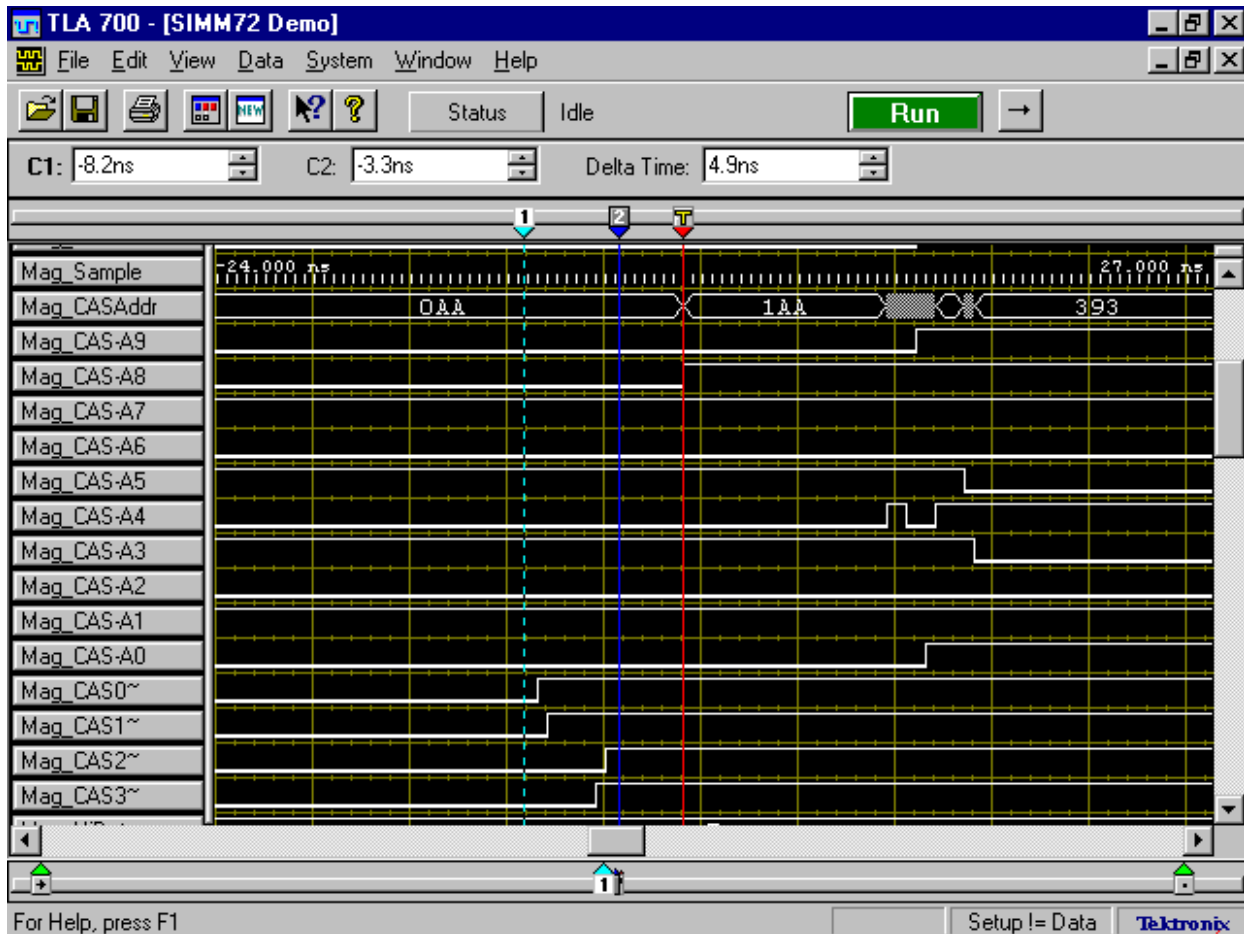 TLA 700 - [SIMM72 Demo]
File Edit View Data System Window Help
NEW Status Idle Run
C1: -8.2ns C2: -3.3ns Delta Time: 4.9ns
1 2 T
Mag_Sample -24.000 ns 27.000 ns
Mag_CASAddr 0AA 1AA 393
Mag_CAS-A9
Mag_CAS-A8
Mag_CAS-A7
Mag_CAS-A6
Mag_CAS-A5
Mag_CAS-A4
Mag_CAS-A3
Mag_CAS-A2
Mag_CAS-A1
Mag_CAS-A0
Mag_CAS0~
Mag_CAS1~
Mag_CAS2~
Mag_CAS3~
1
For Help, press F1 Setup != Data Tektronix